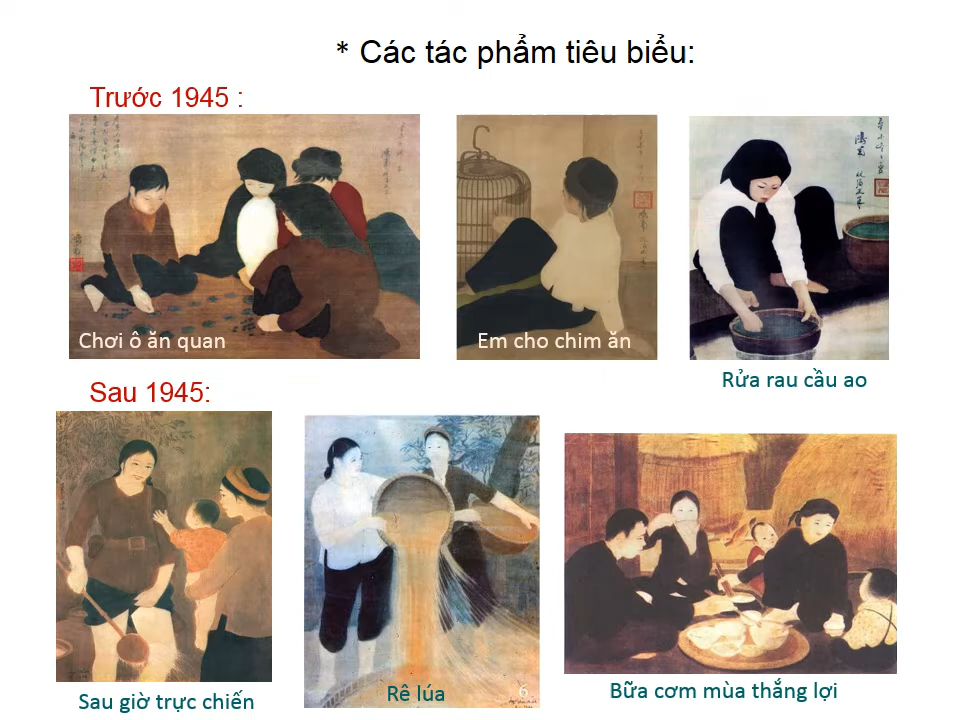 * Các tác phẩm tiêu biểu:
Trước 1945 :
Chơi ô ăn quan
Em cho chim ăn
Rửa rau cầu ao
Sau 1945:
Sau giờ trực chiến
Rê lúa
6
Bữa cơm mùa thắng lợi